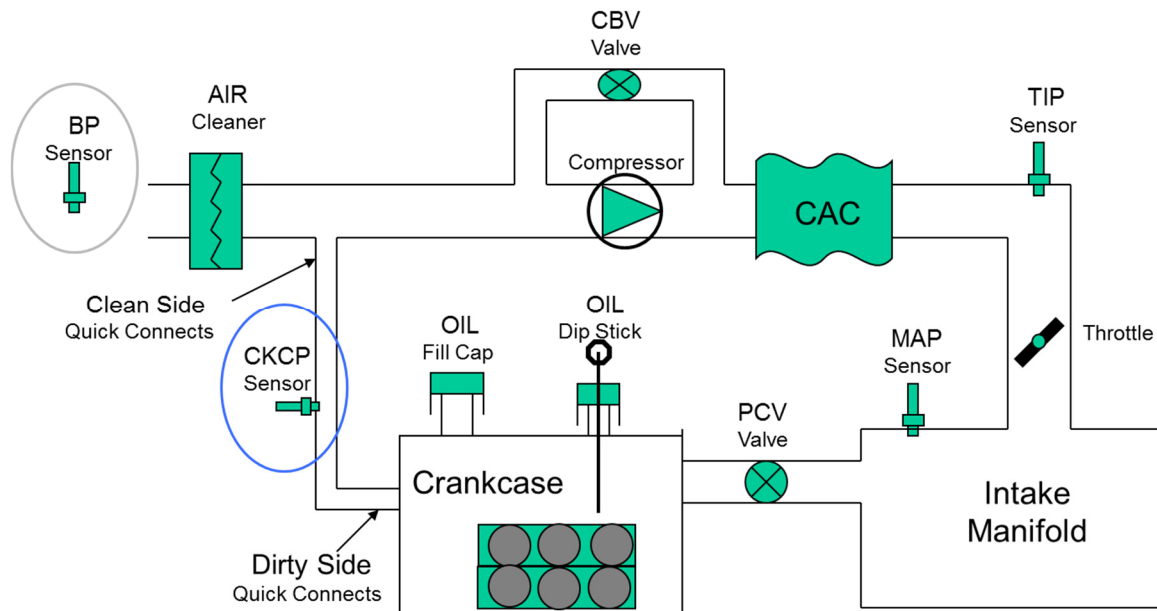 CBV
Valve
AIR
Cleaner
BP
Sensor
TIP
Sensor
Compressor
CAC
Clean Side
Quick Connects
OIL
Fill Cap
OIL
Dip Stick
CKCP
Sensor
MAP
Sensor
Throttle
PCV
Valve
Crankcase
Intake
Manifold
Dirty Side
Quick Connects